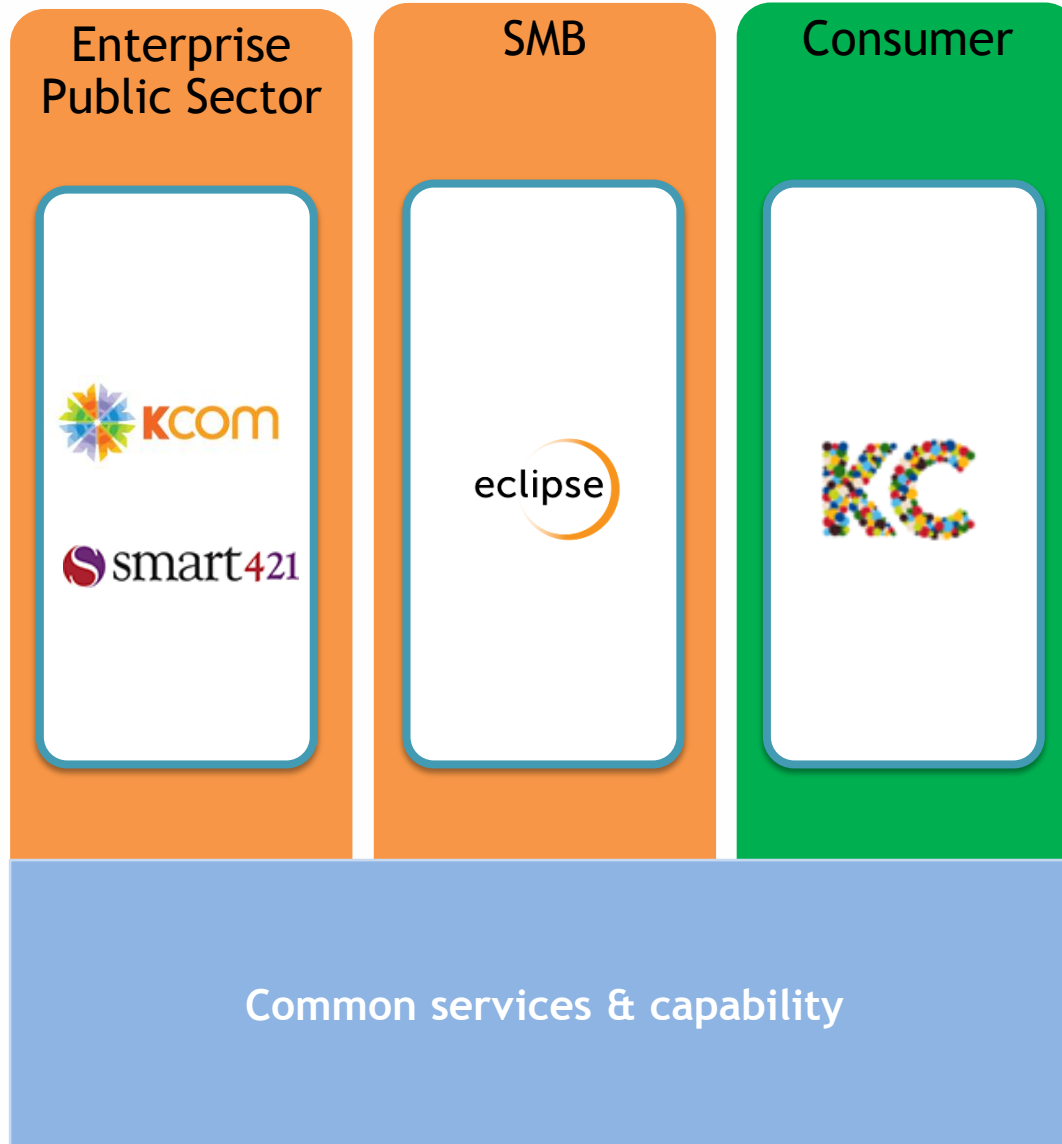 Enterprise
Public Sector
SMB
Consumer
KCOM
smart421
eclipse
KC
Common services & capability